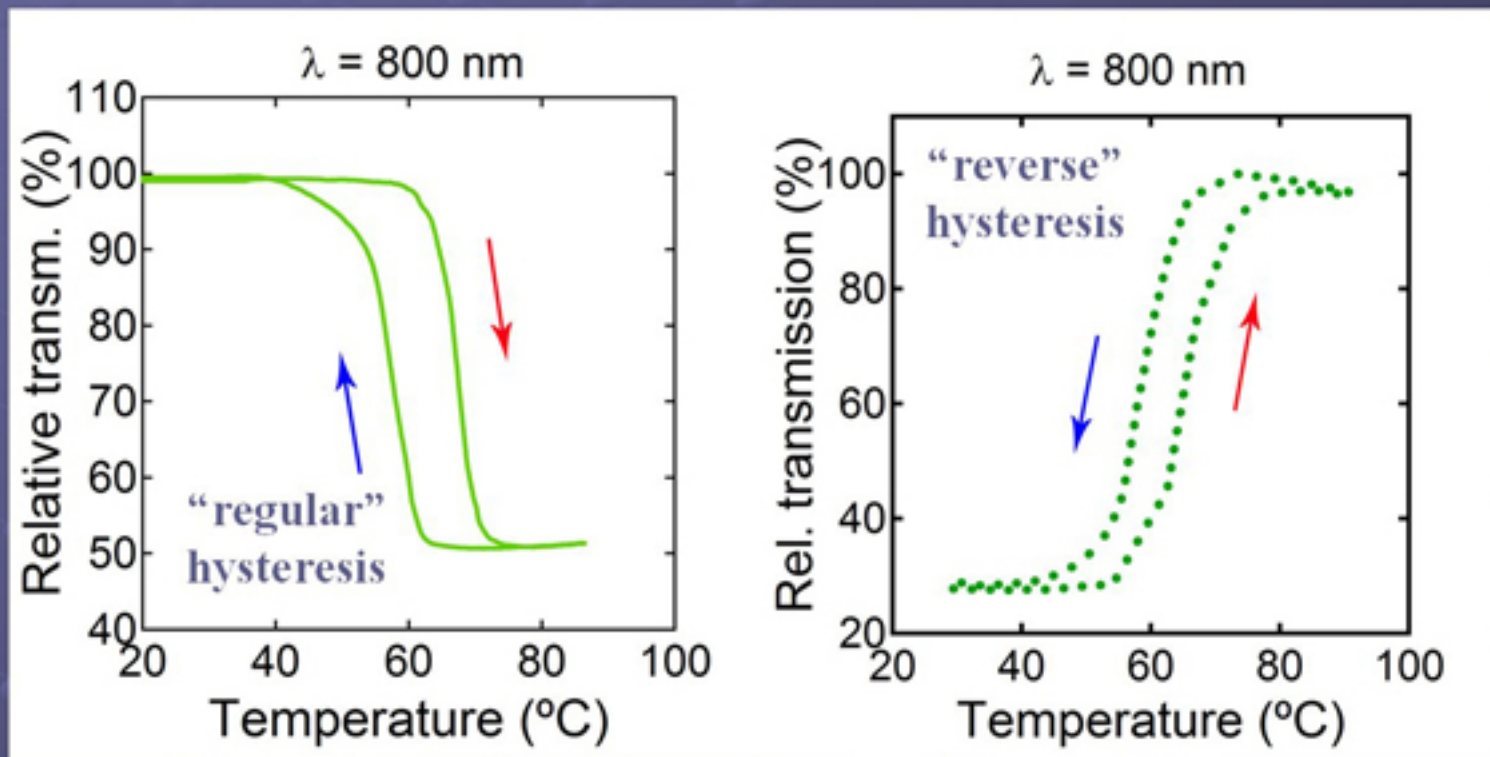 λ = 800 nm
110
100
90
80
70
60
50
40
20
40
60
80
100
Relative transm. (%)
Temperature (ºC)
“regular”
hysteresis
λ = 800 nm
100
80
60
40
20
20
40
60
80
100
Rel. transmission (%)
Temperature (ºC)
“reverse”
hysteresis